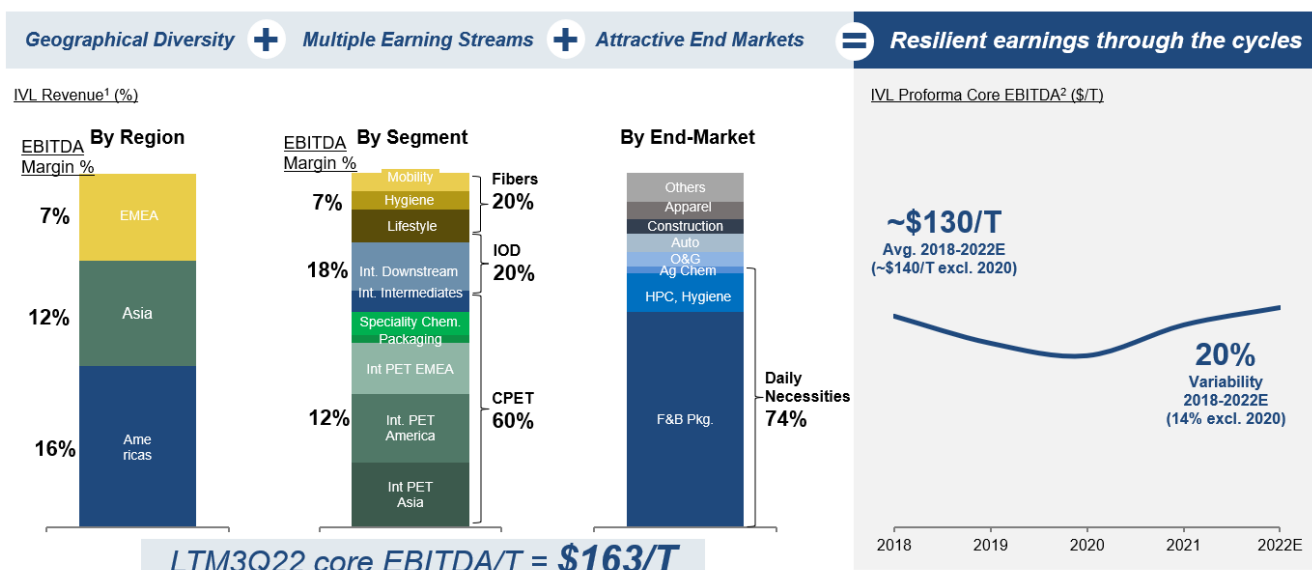 Geographical Diversity + Multiple Earning Streams + Attractive End Markets = Resilient earnings through the cycles
IVL Revenue¹ (%)
By Region
EBITDA
Margin %
7%
12%
16%
EMEA
Asia
Ame
ricas
By Segment
EBITDA
Margin %
7%
18%
12%
Mobility
Hygiene
Lifestyle
Int. Downstream
Int. Intermediates
Speciality Chem.
Packaging
Int PET EMEA
Int. PET
America
Int PET
Asia
Fibers
20%
IOD
20%
CPET
60%
By End-Market
Others
Apparel
Construction
Auto
O&G
Ag Chem
HPC, Hygiene
F&B Pkg.
Daily
Necessities
74%
LTM3Q22 core EBITDA/T = $163/T
IVL Proforma Core EBITDA² ($/T)
~$130/T
Avg. 2018-2022E
(~$140/T excl. 2020)
20%
Variability
2018-2022E
(14% excl. 2020)
2018 2019 2020 2021 2022E